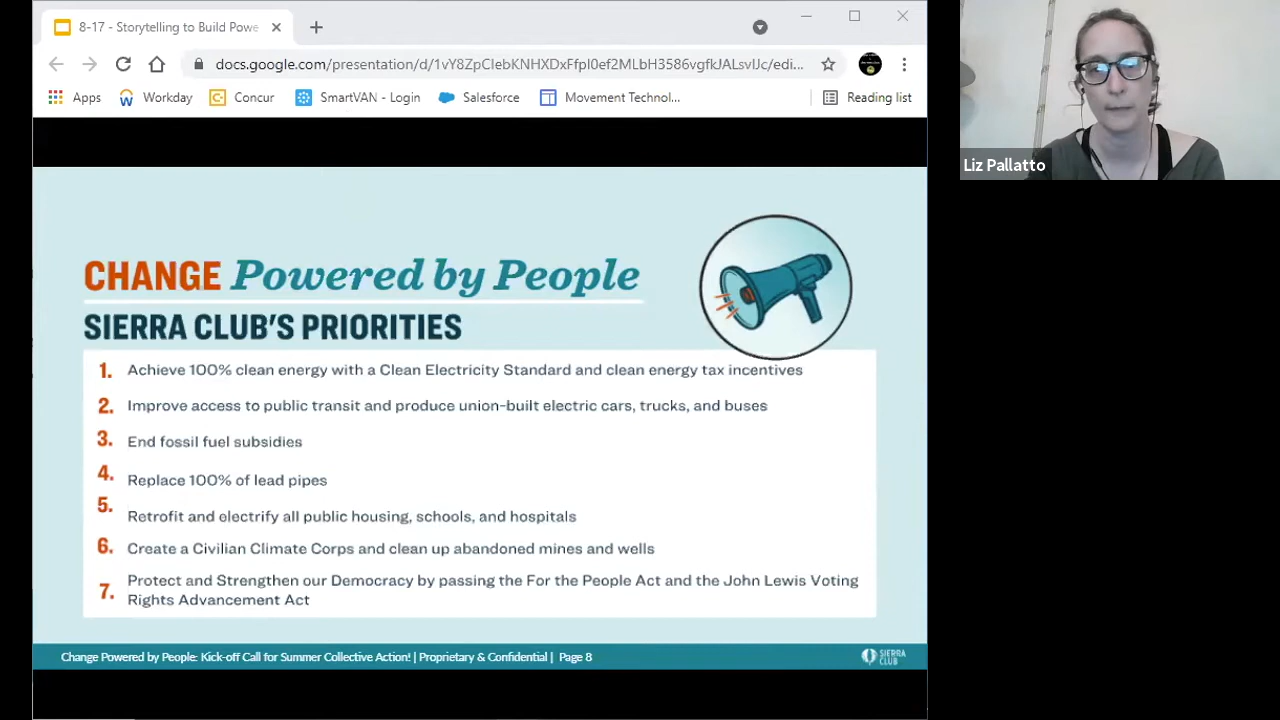 8-17 - Storytelling to Build Powe
docs.google.com/presentation/d/1vY8ZpClebKNHXDxFfpI0ef2MLbH3586vgfkJALsvlJc/edi...
Apps Workday Concur SmartVAN - Login Salesforce Movement Technol... Reading list
Liz Pallatto
CHANGE Powered by People
SIERRA CLUB'S PRIORITIES
1. Achieve 100% clean energy with a Clean Electricity Standard and clean energy tax incentives
2. Improve access to public transit and produce union-built electric cars, trucks, and buses
3. End fossil fuel subsidies
4. Replace 100% of lead pipes
5. Retrofit and electrify all public housing, schools, and hospitals
6. Create a Civilian Climate Corps and clean up abandoned mines and wells
7. Protect and Strengthen our Democracy by passing the For the People Act and the John Lewis Voting
Rights Advancement Act
Change Powered by People: Kick-off Call for Summer Collective Action! | Proprietary & Confidential | Page 8
SIERRA
CLUB